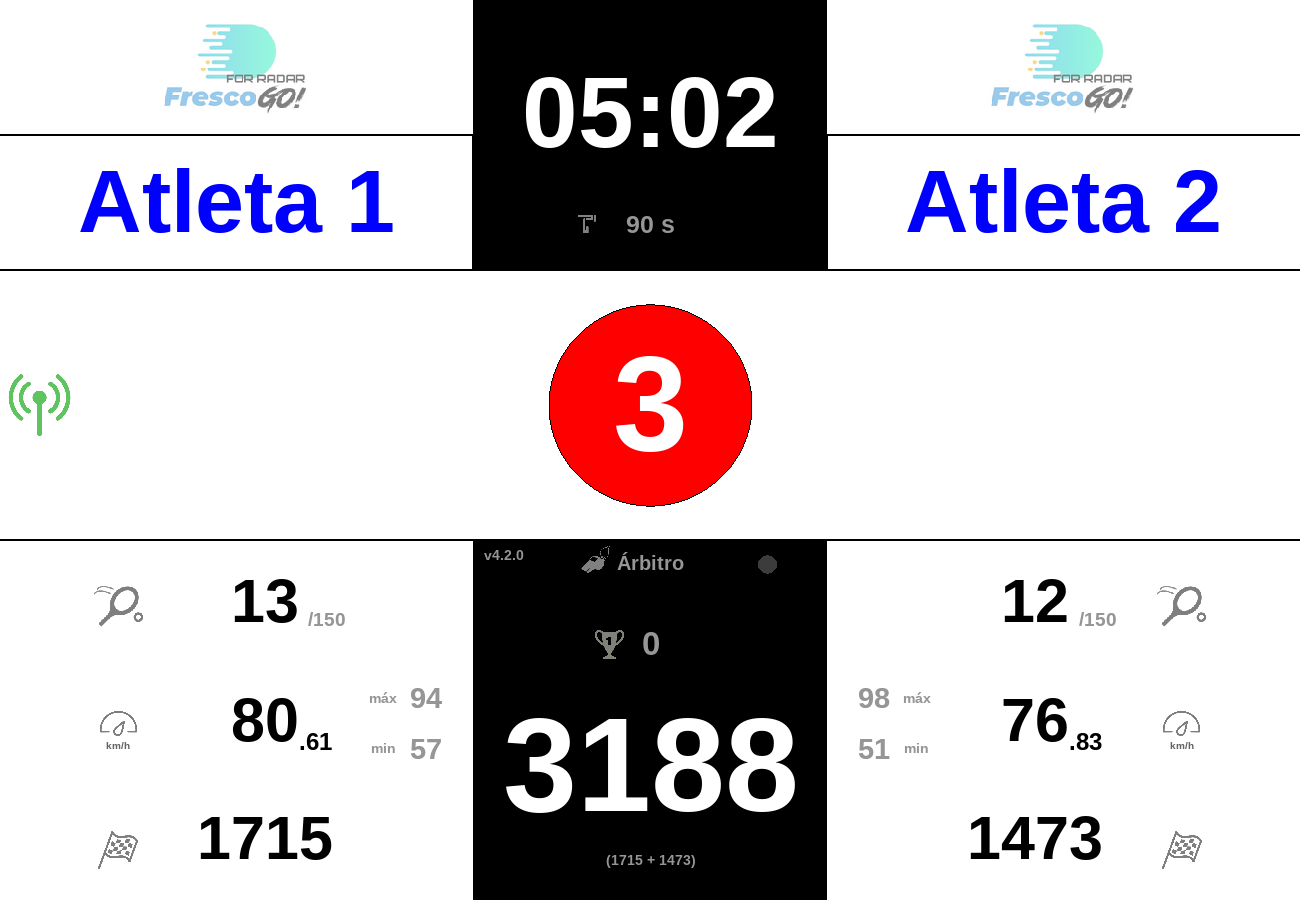 FOR RADAR
FrescoGO!
05:02
FOR RADAR
FrescoGO!
Atleta 1
90 s
Atleta 2
3
v4.2.0
Árbitro
13 /150
12 /150
1
0
máx 94
98 máx
80.61
76.83
km/h
min 57
51 min
km/h
3188
1715
1473
(1715 + 1473)